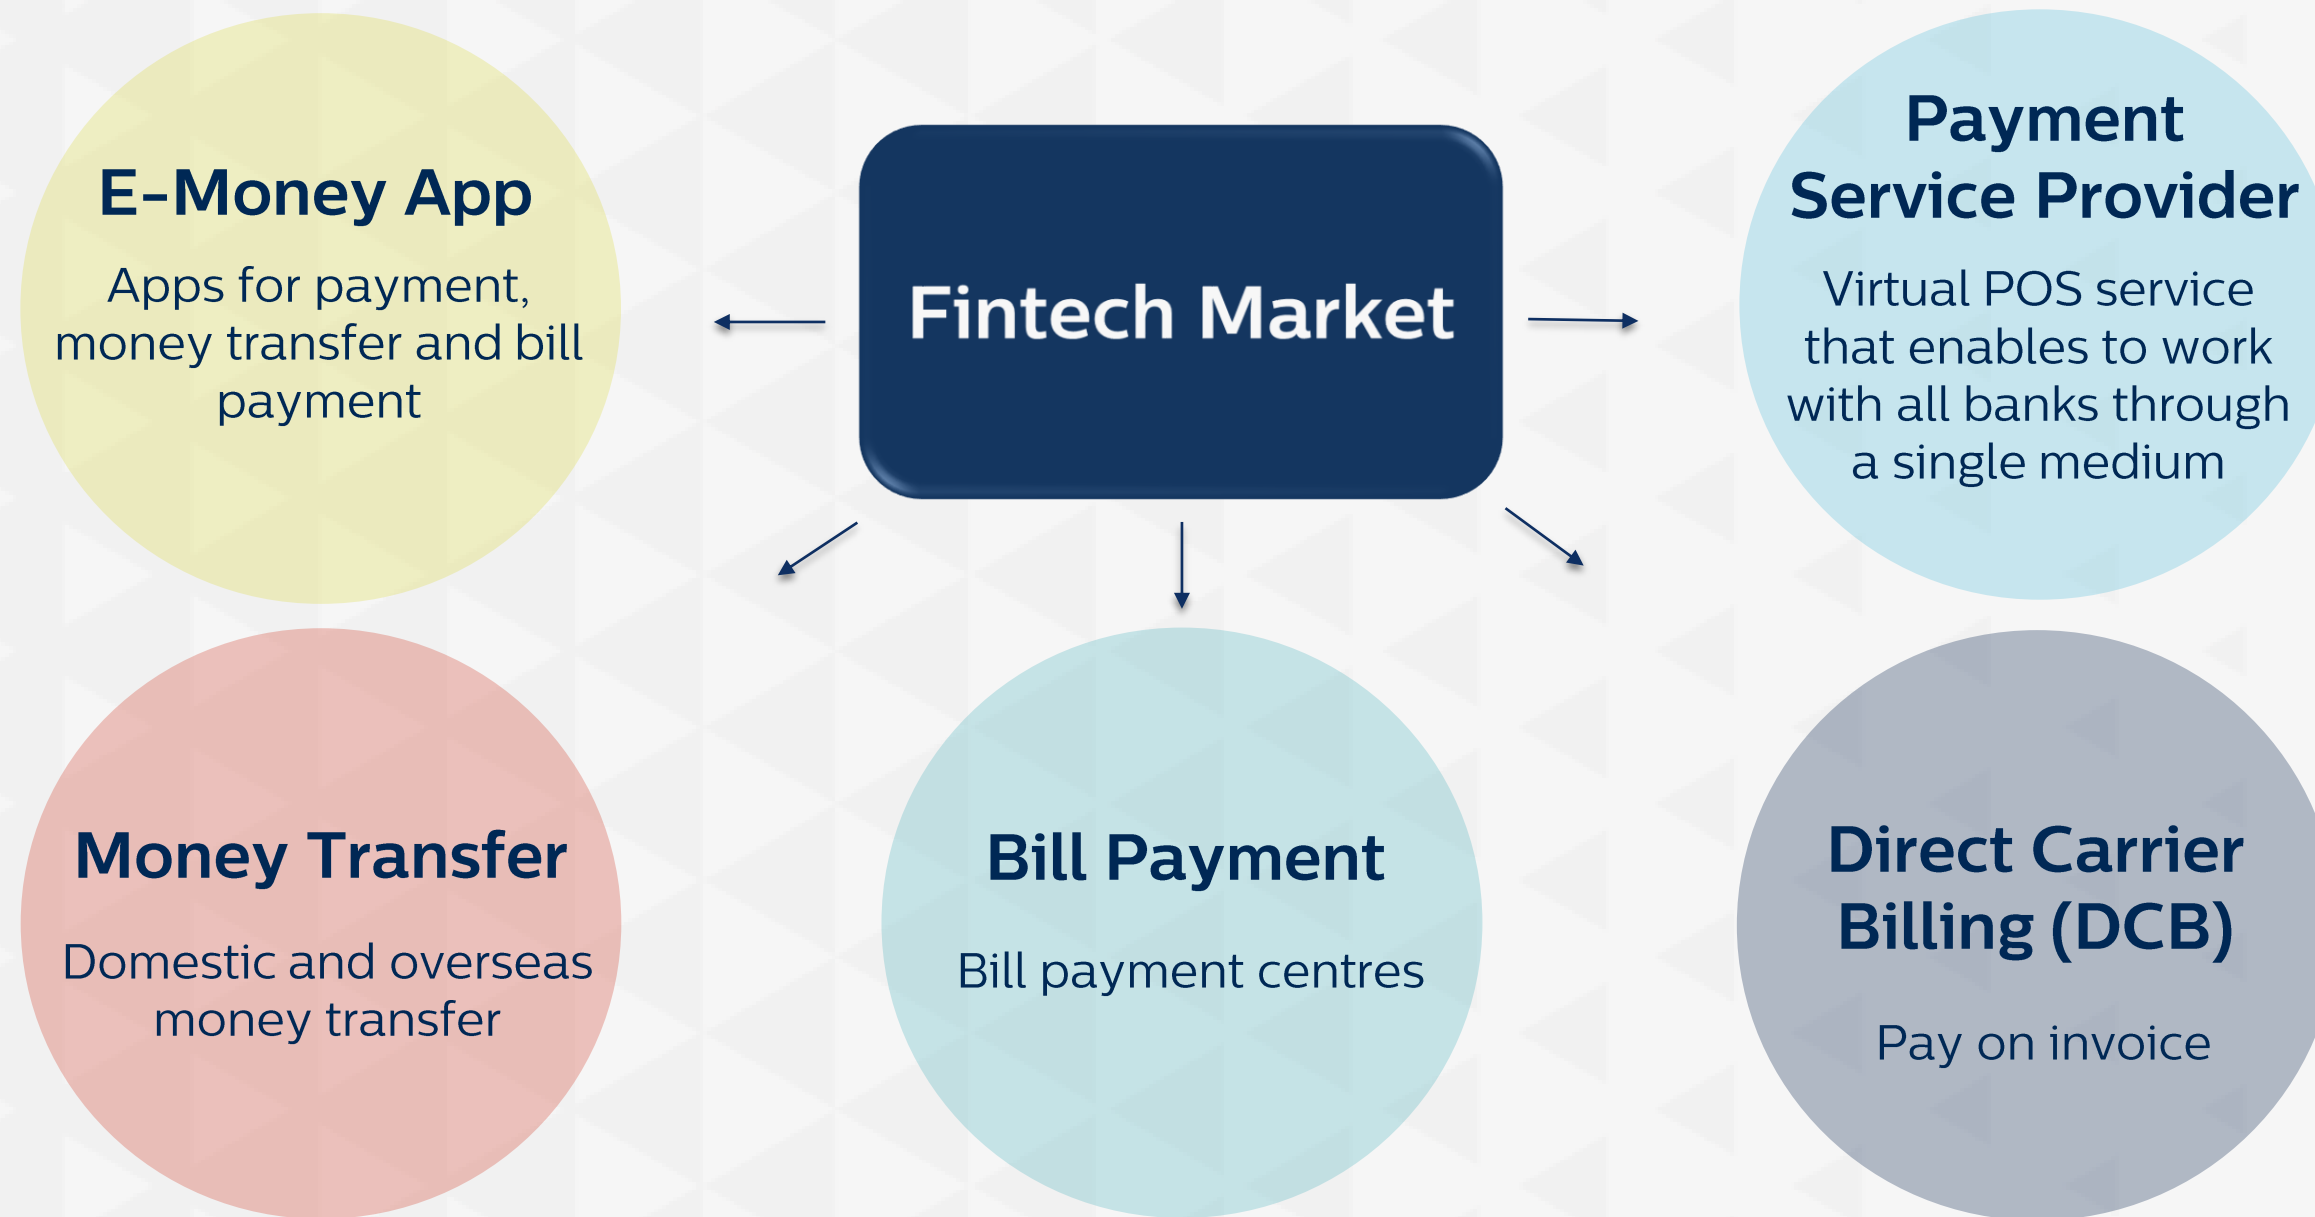 E-Money App
Apps for payment,
money transfer and bill
payment
Fintech Market
Payment
Service Provider
Virtual POS service
that enables to work
with all banks through
a single medium
Money Transfer
Domestic and overseas
money transfer
Bill Payment
Bill payment centres
Direct Carrier
Billing (DCB)
Pay on invoice